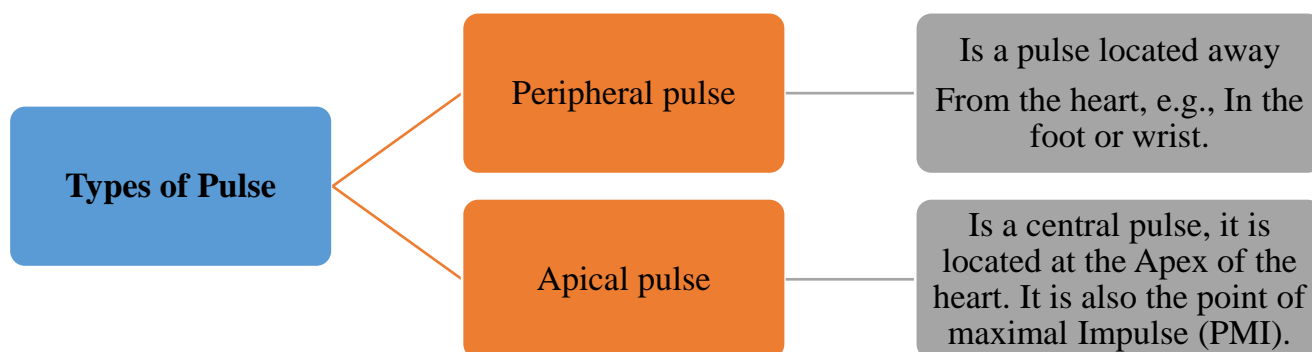 Types of Pulse
Peripheral pulse
Is a pulse located away
From the heart, e.g., In the
foot or wrist.
Apical pulse
Is a central pulse, it is
located at the Apex of the
heart. It is also the point of
maximal Impulse (PMI).